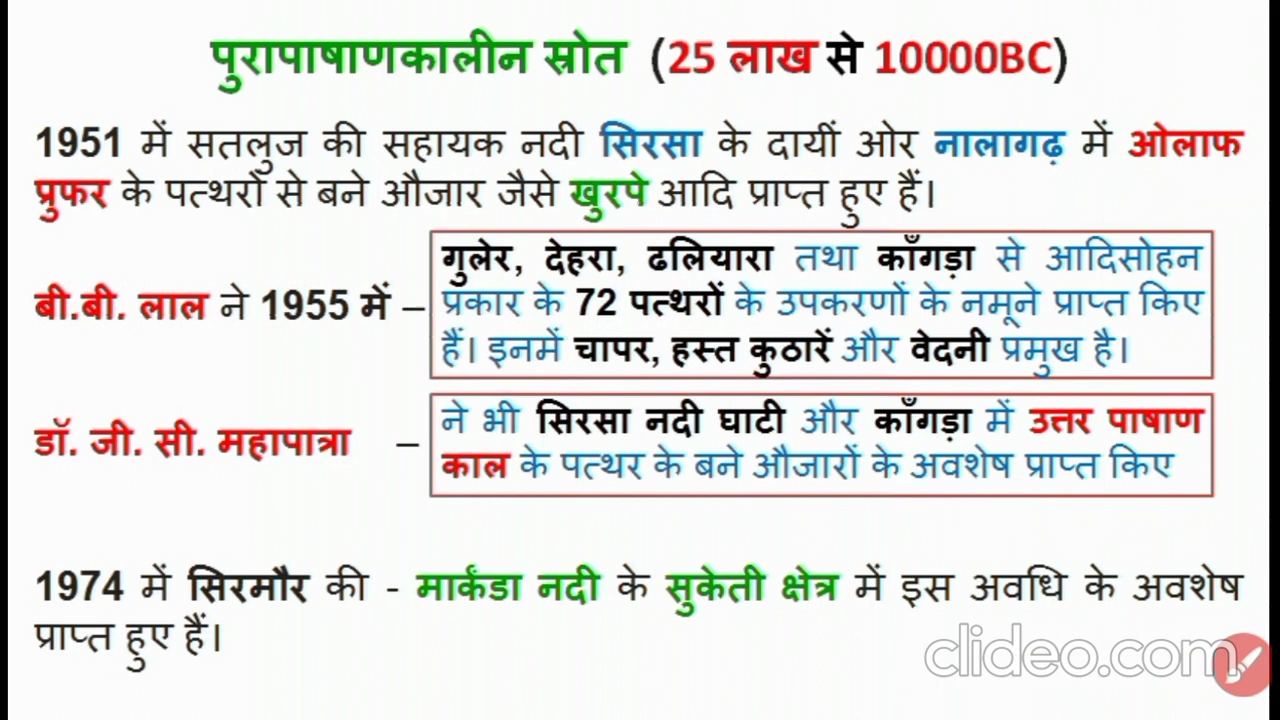 पुरापाषाणकालीन स्रोत (25 लाख से 10000BC)
1951 में सतलुज की सहायक नदी सिरसा के दायीं ओर नालागढ़ में ओलाफ
प्रुफर के पत्थरों से बने औजार जैसे खुरपे आदि प्राप्त हुए हैं।
बी.बी. लाल ने 1955 में –
गुलेर, देहरा, ढलियारा तथा काँगड़ा से आदिसोहन
प्रकार के 72 पत्थरों के उपकरणों के नमूने प्राप्त किए
हैं। इनमें चापर, हस्त कुठारें और वेदनी प्रमुख है।
डॉ. जी. सी. महापात्रा –
ने भी सिरसा नदी घाटी और काँगड़ा में उत्तर पाषाण
काल के पत्थर के बने औजारों के अवशेष प्राप्त किए
1974 में सिरमौर की - मार्कंडा नदी के सुकेती क्षेत्र में इस अवधि के अवशेष
प्राप्त हुए हैं।
clideo.com